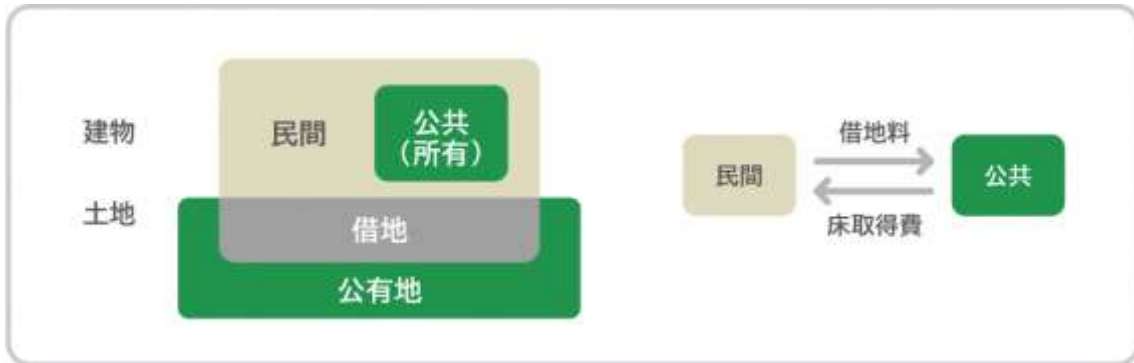 建物
民間
公共
（所有）
土地
借地
公有地
借地料
民間
公共
床取得費